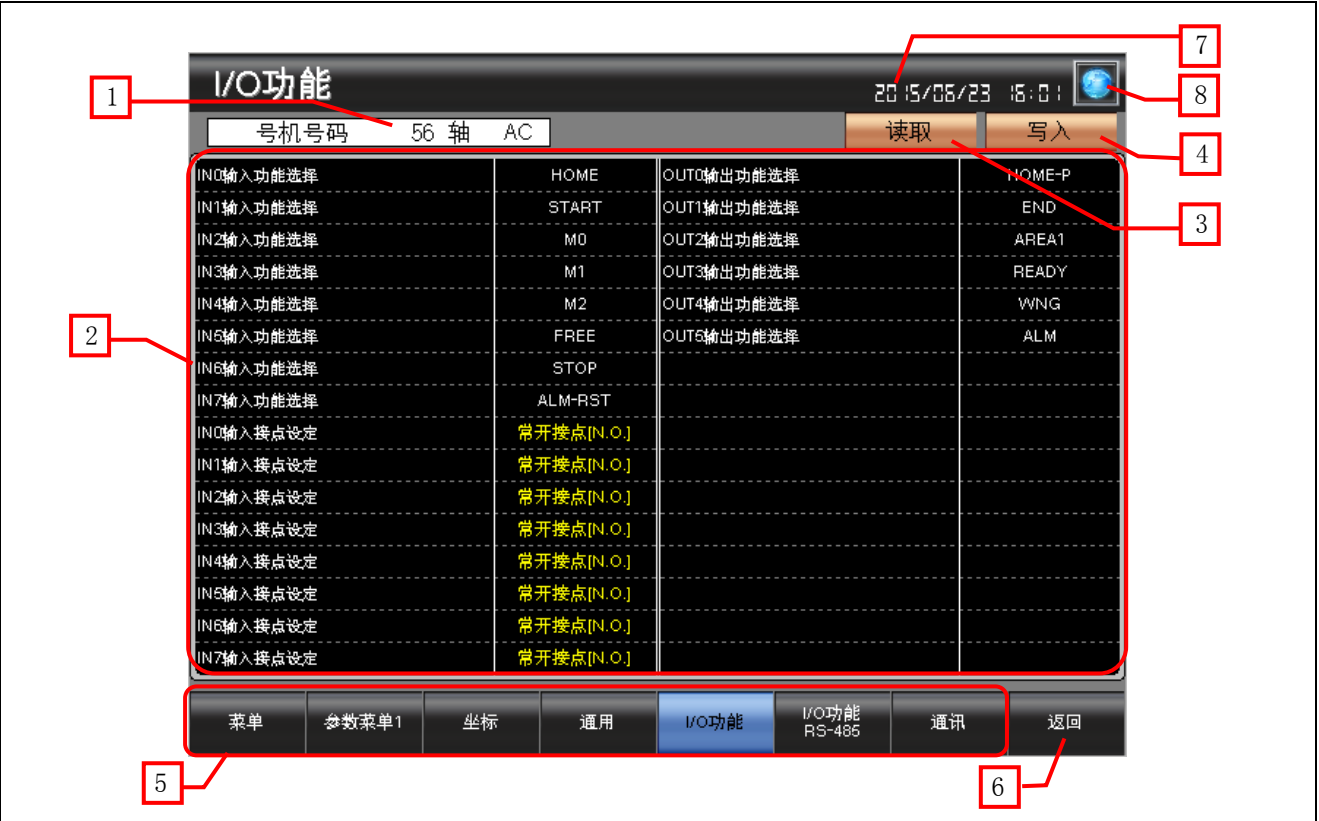 7
I/O功能
2015/06/23 16:01
8
1
号机号码 56 轴 AC
读取
写入
4
IN0输入功能选择 HOME OUT0输出功能选择 HOME-P
IN1输入功能选择 START OUT1输出功能选择 END
3
IN2输入功能选择 M0 OUT2输出功能选择 AREA1
IN3输入功能选择 M1 OUT3输出功能选择 READY
IN4输入功能选择 M2 OUT4输出功能选择 WNG
2
IN5输入功能选择 FREE OUT5输出功能选择 ALM
IN6输入功能选择 STOP
IN7输入功能选择 ALM-RST
IN0输入接点设定 常开接点[N.O.]
IN1输入接点设定 常开接点[N.O.]
IN2输入接点设定 常开接点[N.O.]
IN3输入接点设定 常开接点[N.O.]
IN4输入接点设定 常开接点[N.O.]
IN5输入接点设定 常开接点[N.O.]
IN6输入接点设定 常开接点[N.O.]
IN7输入接点设定 常开接点[N.O.]
菜单
参数菜单1
坐标
通用
I/O功能
I/O功能
RS-485
通讯
返回
5
6